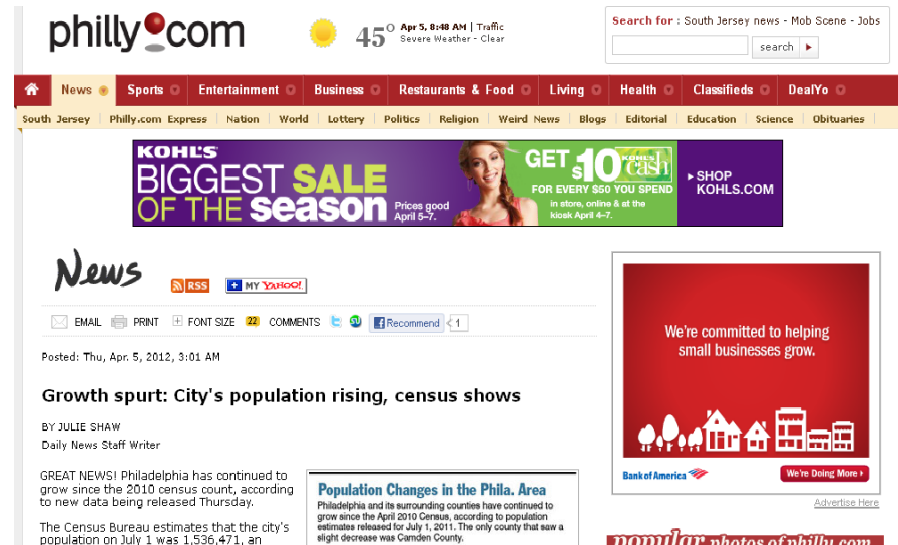 philly com
45° Apr 5, 8:48 AM | Traffic
Severe Weather - Clear
Search for : South Jersey news - Mob Scene - Jobs
search
News Sports Entertainment Business Restaurants & Food Living Health Classifieds DealYo
South Jersey Philly.com Express Nation World Lottery Politics Religion Weird News Blogs Editorial Education Science Obituaries
KOHL'S
BIGGEST SALE
OF THE season
Prices good
April 5–7.
GET $10 KOHL'S cash
FOR EVERY $50 YOU SPEND
in store, online & at the
kiosk April 4–7.
SHOP
KOHLS.COM
News
RSS
MY YAHOO!
EMAIL PRINT FONT SIZE 22 COMMENTS Recommend 1
Posted: Thu, Apr. 5, 2012, 3:01 AM
Growth spurt: City's population rising, census shows
BY JULIE SHAW
Daily News Staff Writer
GREAT NEWS! Philadelphia has continued to
grow since the 2010 census count, according
to new data being released Thursday.
The Census Bureau estimates that the city's
population on July 1 was 1,536,471, an
Population Changes in the Phila. Area
Philadelphia and its surrounding counties have continued to
grow since the April 2010 Census, according to population
estimates released for July 1, 2011. The only county that saw a
slight decrease was Camden County.
We're committed to helping
small businesses grow.
Bank of America
We're Doing More
Advertise Here
popular photos of philly.com